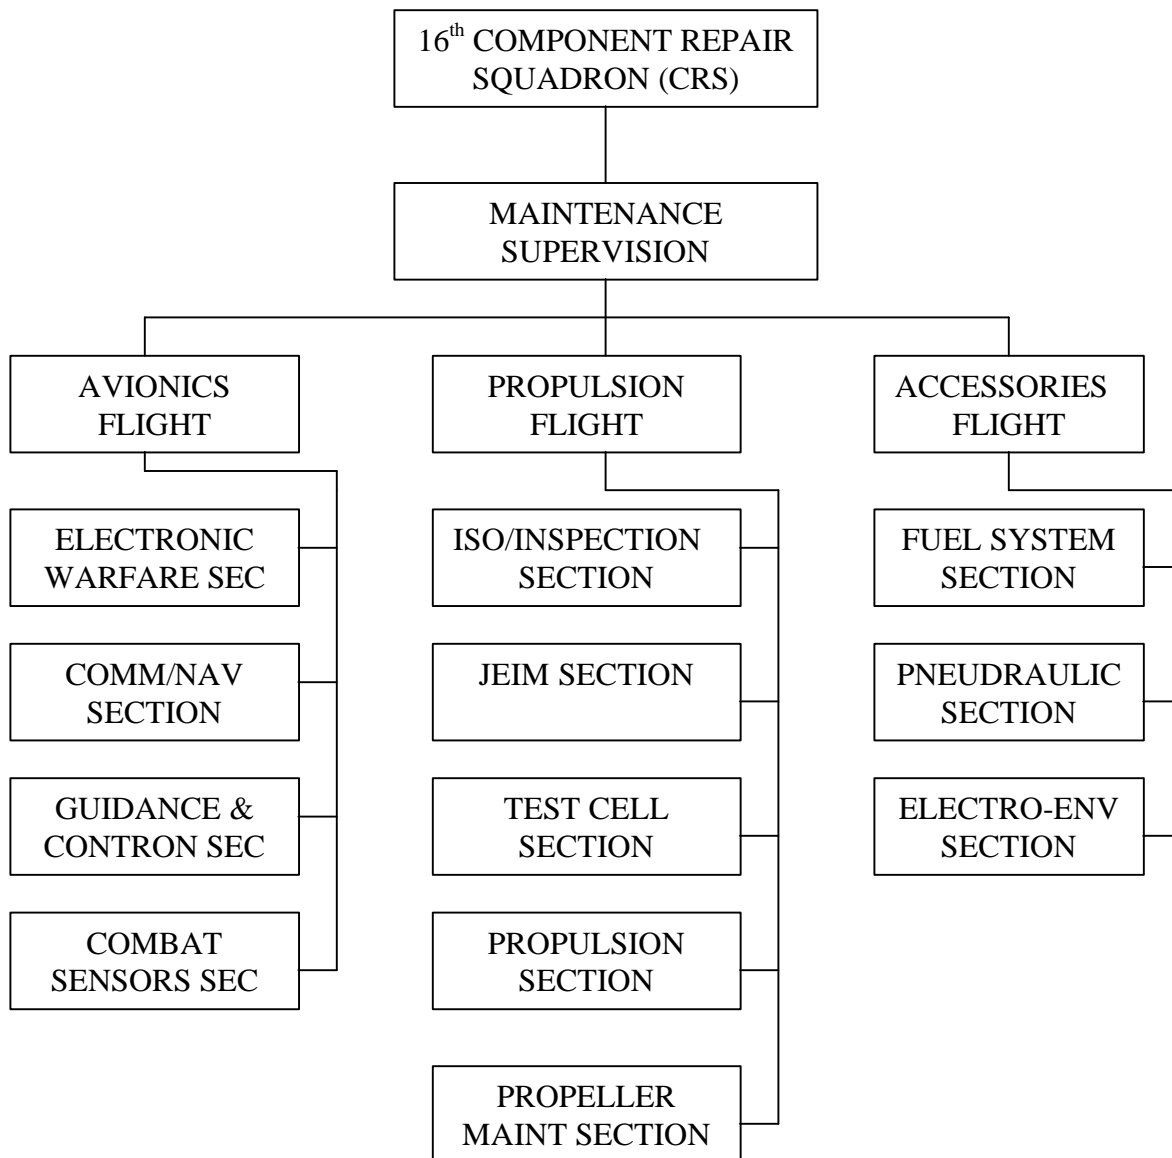 16th COMPONENT REPAIR
SQUADRON (CRS)
MAINTENANCE
SUPERVISION
AVIONICS
FLIGHT
PROPULSION
FLIGHT
ACCESSORIES
FLIGHT
ELECTRONIC
WARFARE SEC
ISO/INSPECTION
SECTION
FUEL SYSTEM
SECTION
COMM/NAV
SECTION
JEIM SECTION
PNEUDRAULIC
SECTION
GUIDANCE &
CONTRON SEC
TEST CELL
SECTION
ELECTRO-ENV
SECTION
COMBAT
SENSORS SEC
PROPULSION
SECTION
PROPELLER
MAINT SECTION